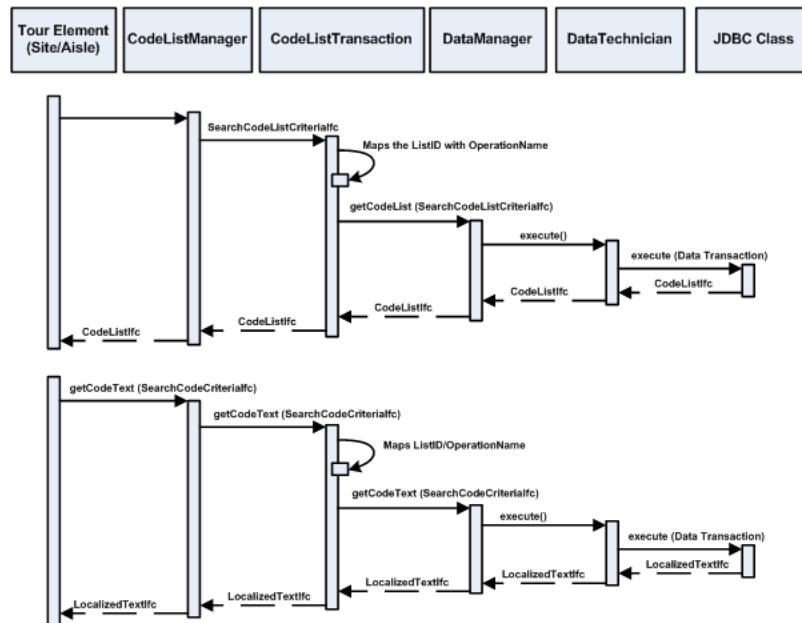 Tour Element
(Site/Aisle)
CodeListManager
CodeListTransaction
DataManager
DataTechnician
JDBC Class
SearchCodeListCriteriaIfc
Maps the ListID with OperationName
getCodeList (SearchCodeListCriteriaIfc)
execute()
execute (Data Transaction)
CodeListIfc
CodeListIfc
CodeListIfc
CodeListIfc
CodeListIfc
getCodeText (SearchCodeCriteriaIfc)
getCodeText (SearchCodeCriteriaIfc)
Maps ListID/OperationName
getCodeText (SearchCodeCriteriaIfc)
execute()
execute (Data Transaction)
LocalizedTextIfc
LocalizedTextIfc
LocalizedTextIfc
LocalizedTextIfc
LocalizedTextIfc